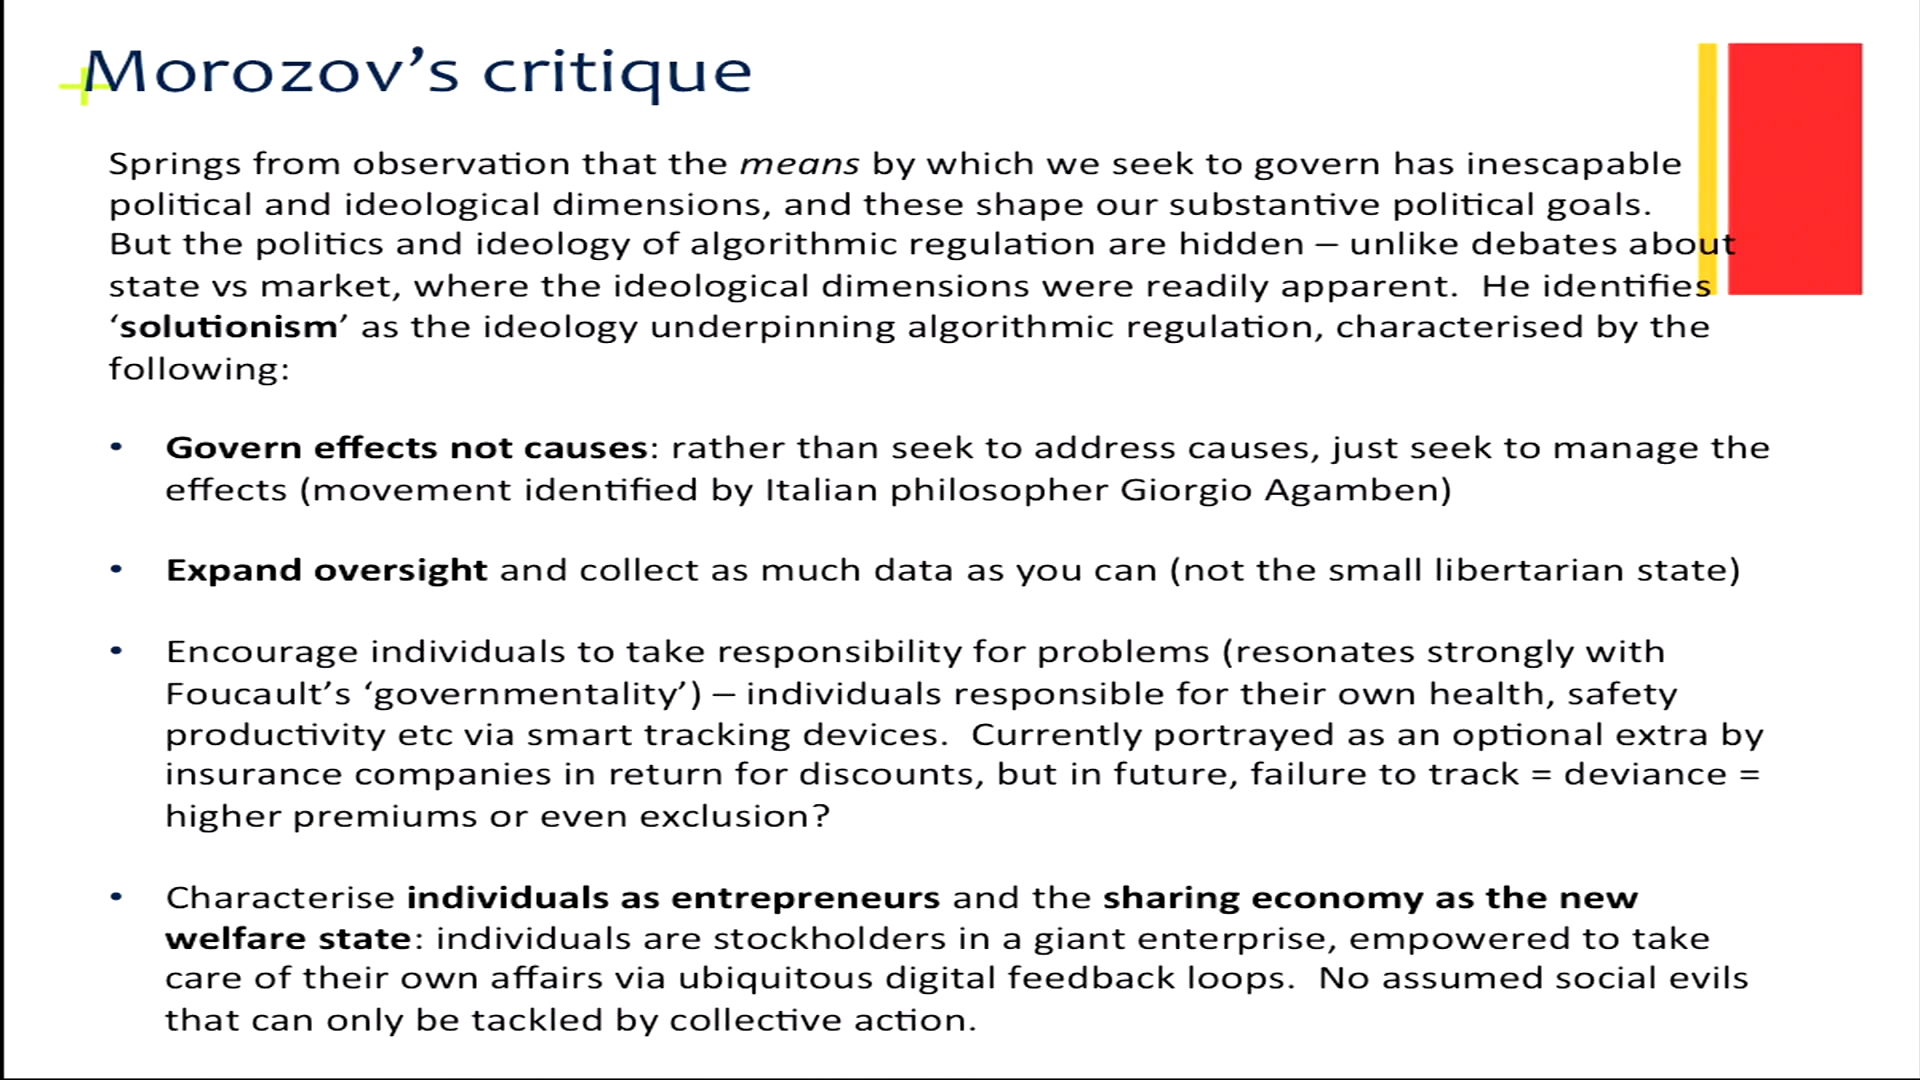 Morozov’s critique
Springs from observation that the means by which we seek to govern has inescapable
political and ideological dimensions, and these shape our substantive political goals.
But the politics and ideology of algorithmic regulation are hidden – unlike debates about
state vs market, where the ideological dimensions were readily apparent.  He identifies
‘solutionism’ as the ideology underpinning algorithmic regulation, characterised by the
following:
• Govern effects not causes: rather than seek to address causes, just seek to manage the
effects (movement identified by Italian philosopher Giorgio Agamben)
• Expand oversight and collect as much data as you can (not the small libertarian state)
• Encourage individuals to take responsibility for problems (resonates strongly with
Foucault’s ‘governmentality’) – individuals responsible for their own health, safety
productivity etc via smart tracking devices.  Currently portrayed as an optional extra by
insurance companies in return for discounts, but in future, failure to track = deviance =
higher premiums or even exclusion?
• Characterise individuals as entrepreneurs and the sharing economy as the new
welfare state: individuals are stockholders in a giant enterprise, empowered to take
care of their own affairs via ubiquitous digital feedback loops.  No assumed social evils
that can only be tackled by collective action.